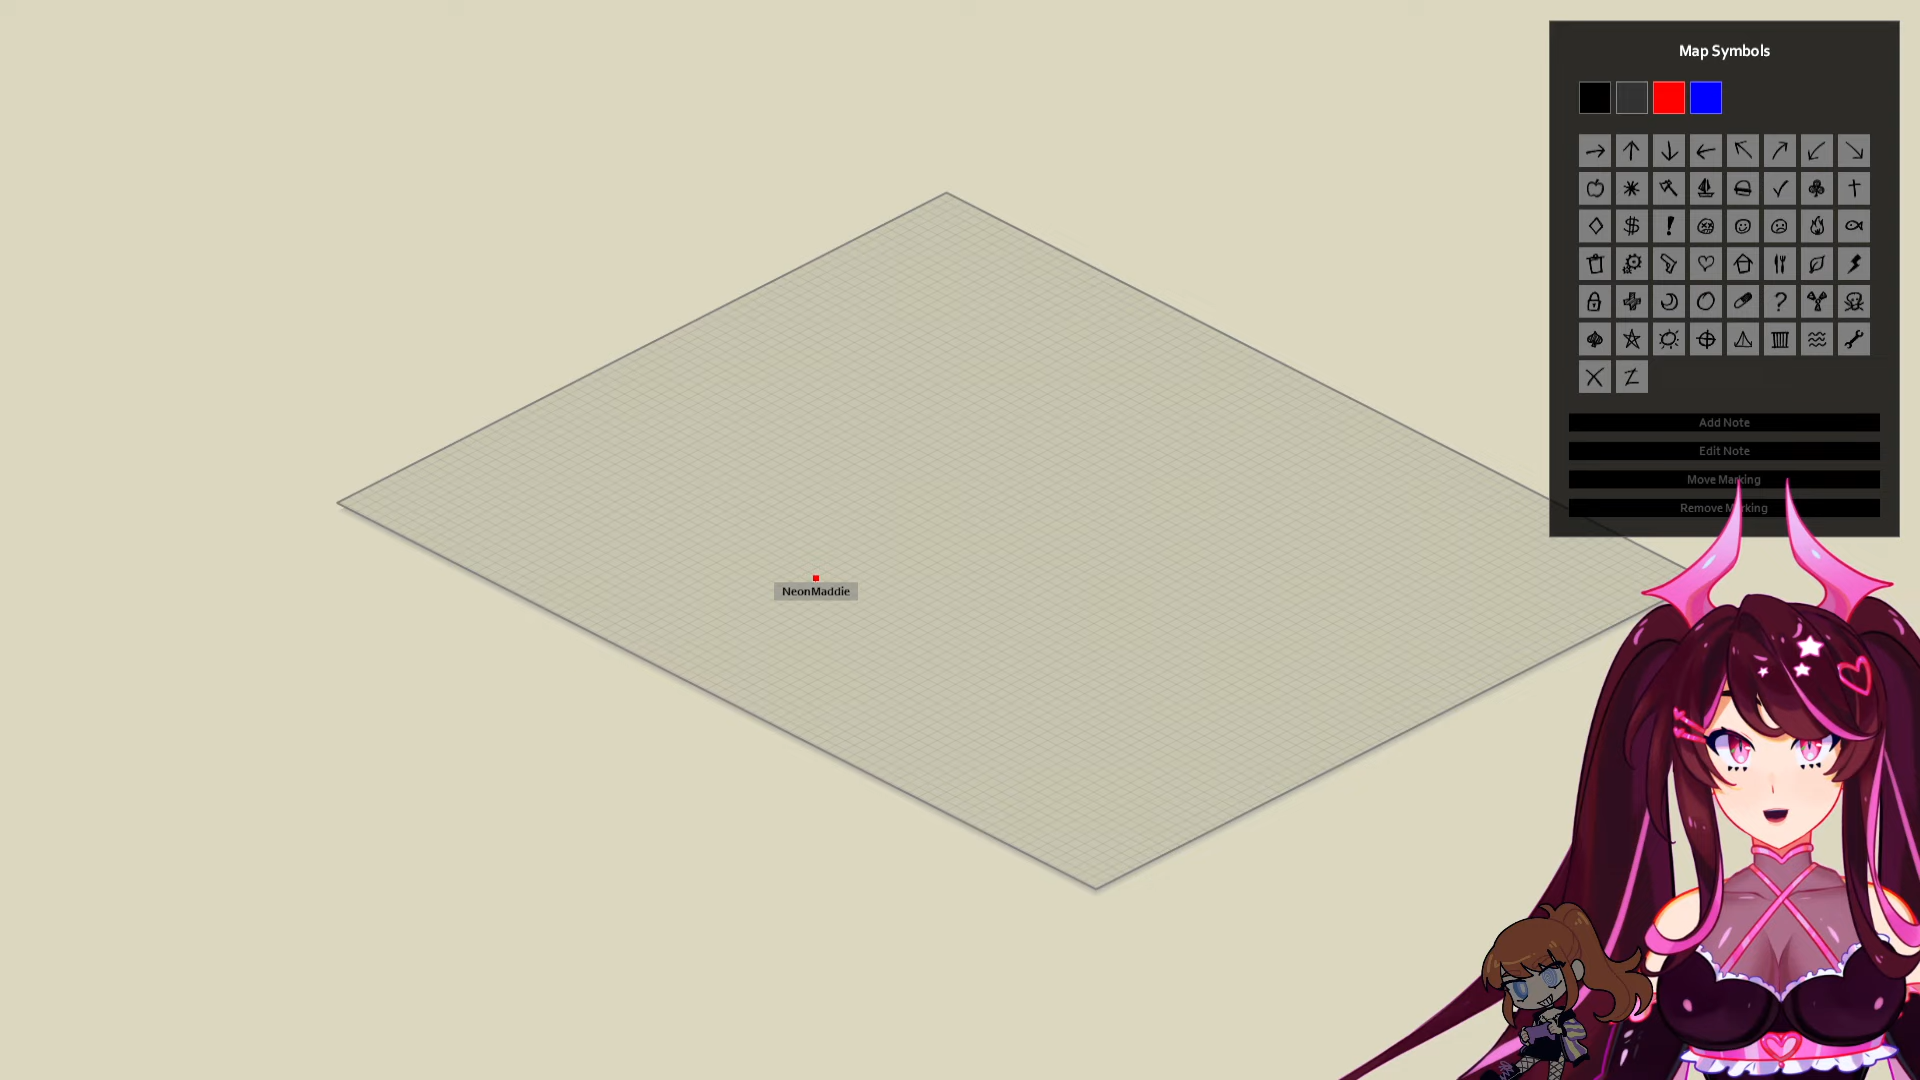 Map Symbols
Add Note
Edit Note
Move Marking
Remove Marking
NeonMaddie